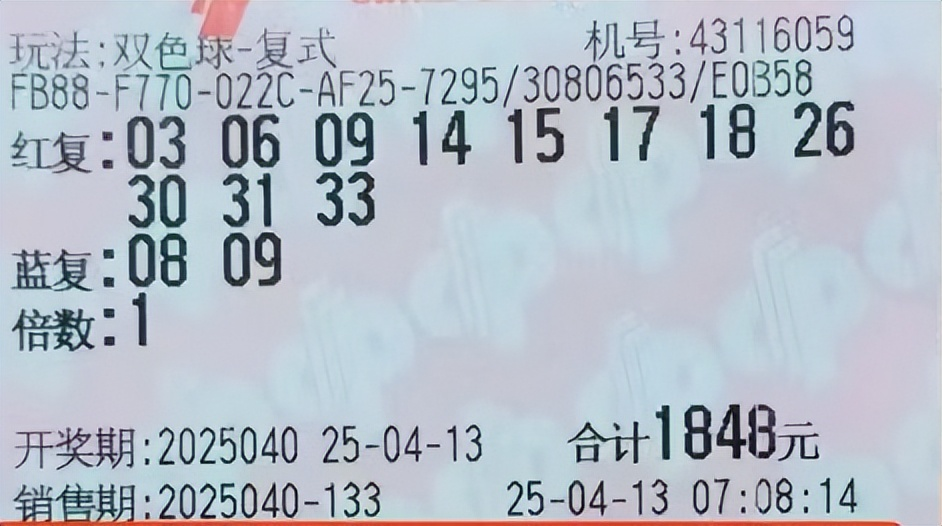 玩法:双色球-复式 机号:43116059
FB88-F770-022C-AF25-7295/30806533/E0B58
红复:03 06 09 14 15 17 18 26
30 31 33
蓝复:08 09
倍数:1
开奖期:2025040 25-04-13 合计1848元
销售期:2025040-133 25-04-13 07:08:14